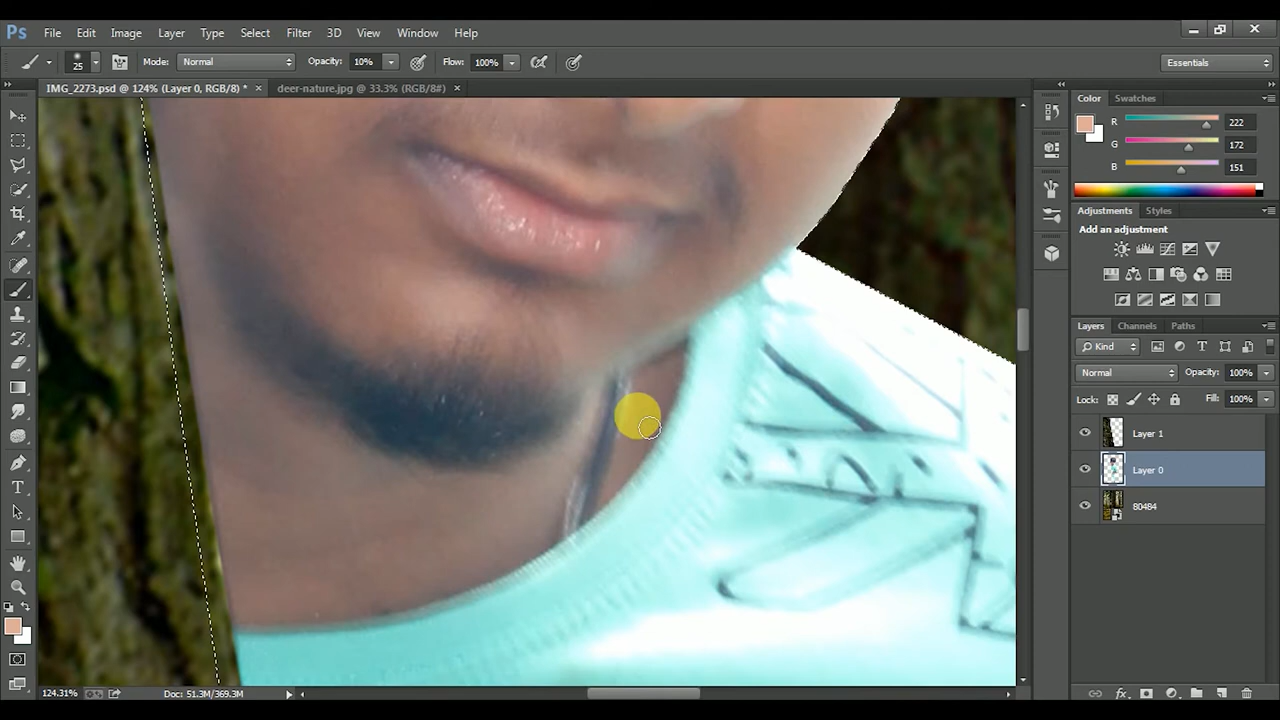 Ps File Edit Image Layer Type Select Filter 3D View Window Help
25 Mode: Normal Opacity: 10% Flow: 100% Essentials
IMG_2273.psd @ 124% (Layer 0, RGB/8) * × deer-nature.jpg @ 33.3% (RGB/8#) ×
Color Swatches
R 222
G 172
B 151
Adjustments Styles
Add an adjustment
Layers Channels Paths
Kind
Normal Opacity: 100%
Lock: Fill: 100%
Layer 1
Layer 0
80484
124.31% Doc: 51.3M/369.3M